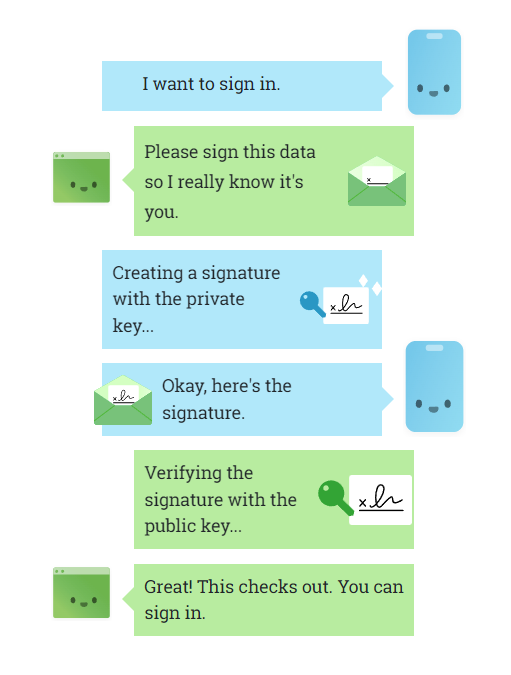 I want to sign in.
Please sign this data
so I really know it's
you.
x
Creating a signature
with the private
key...
x
Okay, here's the
signature.
x
Verifying the
signature with the
public key...
x
Great! This checks out. You can
sign in.